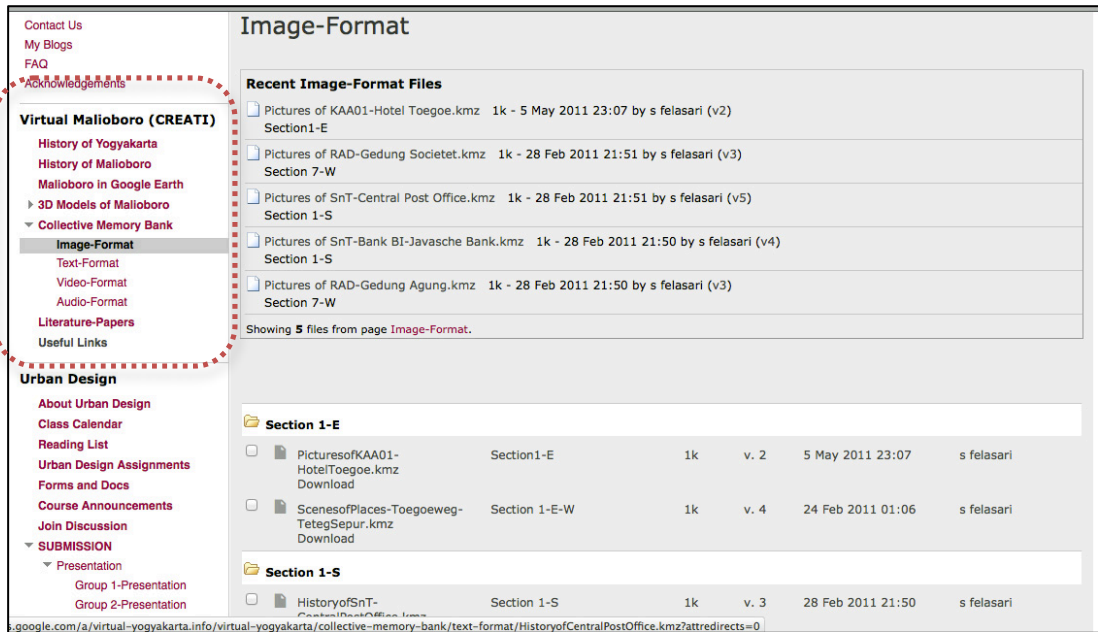 Contact Us
My Blogs
FAQ
Acknowledgements
Virtual Malioboro (CREATI)
History of Yogyakarta
History of Malioboro
Malioboro in Google Earth
3D Models of Malioboro
Collective Memory Bank
Image-Format
Text-Format
Video-Format
Audio-Format
Literature-Papers
Useful Links
Urban Design
About Urban Design
Class Calendar
Reading List
Urban Design Assignments
Forms and Docs
Course Announcements
Join Discussion
SUBMISSION
Presentation
Group 1-Presentation
Group 2-Presentation
Image-Format
Recent Image-Format Files
Pictures of KAA01-Hotel Toegoe.kmz 1k - 5 May 2011 23:07 by s felasari (v2)
Section1-E
Pictures of RAD-Gedung Societet.kmz 1k - 28 Feb 2011 21:51 by s felasari (v3)
Section 7-W
Pictures of SnT-Central Post Office.kmz 1k - 28 Feb 2011 21:51 by s felasari (v5)
Section 1-S
Pictures of SnT-Bank BI-Javasche Bank.kmz 1k - 28 Feb 2011 21:50 by s felasari (v4)
Section 1-S
Pictures of RAD-Gedung Agung.kmz 1k - 28 Feb 2011 21:50 by s felasari (v3)
Section 7-W
Showing 5 files from page Image-Format.
Section 1-E
PicturesofKAA01- Section1-E 1k v. 2 5 May 2011 23:07 s felasari
HotelToegoe.kmz
Download
ScenesofPlaces-Toegoeweg- Section 1-E-W 1k v. 4 24 Feb 2011 01:06 s felasari
TetegSepur.kmz
Download
Section 1-S
HistoryofSnT- Section 1-S 1k v. 3 28 Feb 2011 21:50 s felasari
CentralPostOffice.kmz
s.google.com/a/virtual-yogyakarta.info/virtual-yogyakarta/collective-memory-bank/text-format/HistoryofCentralPostOffice.kmz?attredirects=0